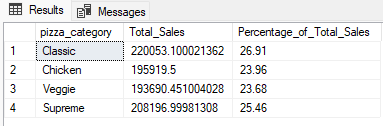 Results Messages
pizza_category Total_Sales Percentage_of_Total_Sales
1 Classic 220053.100021362 26.91
2 Chicken 195919.5 23.96
3 Veggie 193690.451004028 23.68
4 Supreme 208196.99981308 25.46